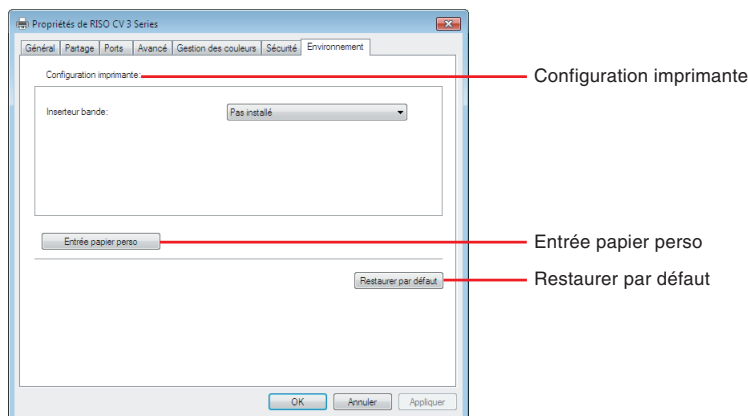 Propriétés de RISO CV 3 Series
Général Partage Ports Avancé Gestion des couleurs Sécurité Environnement
Configuration imprimante:
Configuration imprimante
Inserteur bande:
Pas installé
Entrée papier perso
Entrée papier perso
Restaurer par défaut
Restaurer par défaut
OK Annuler Appliquer